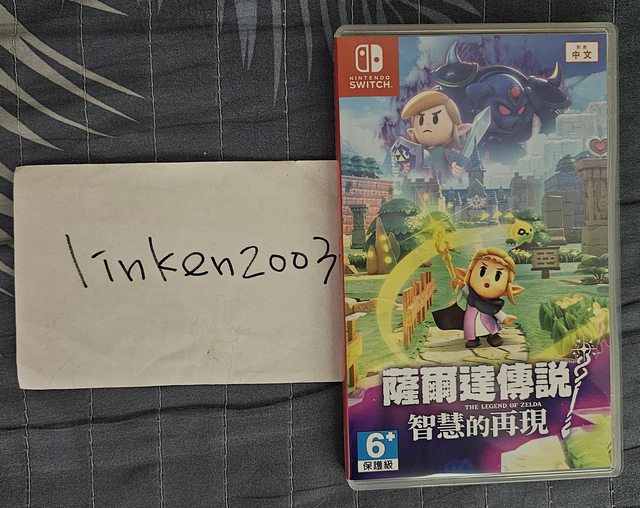 linken2003
NINTENDO
SWITCH
中文
薩爾達傳說
THE LEGEND OF ZELDA
智慧的再現
6+
保護級